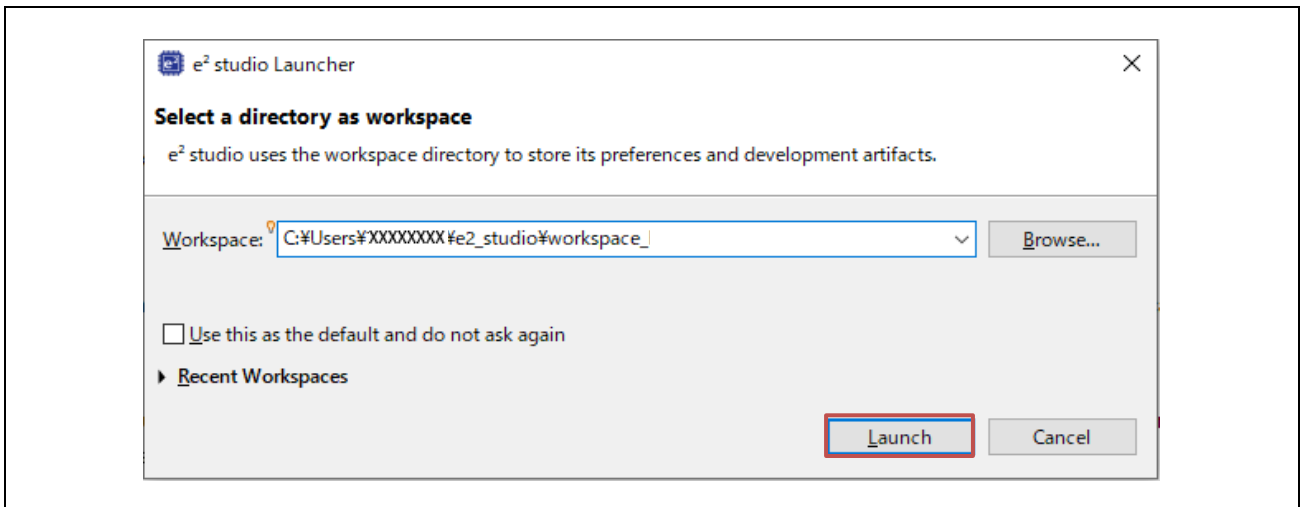 e² studio Launcher
Select a directory as workspace
e² studio uses the workspace directory to store its preferences and development artifacts.
Workspace: C:¥Users¥XXXXXXXX¥e2_studio¥workspace_ Browse...
Use this as the default and do not ask again
Recent Workspaces
Launch Cancel